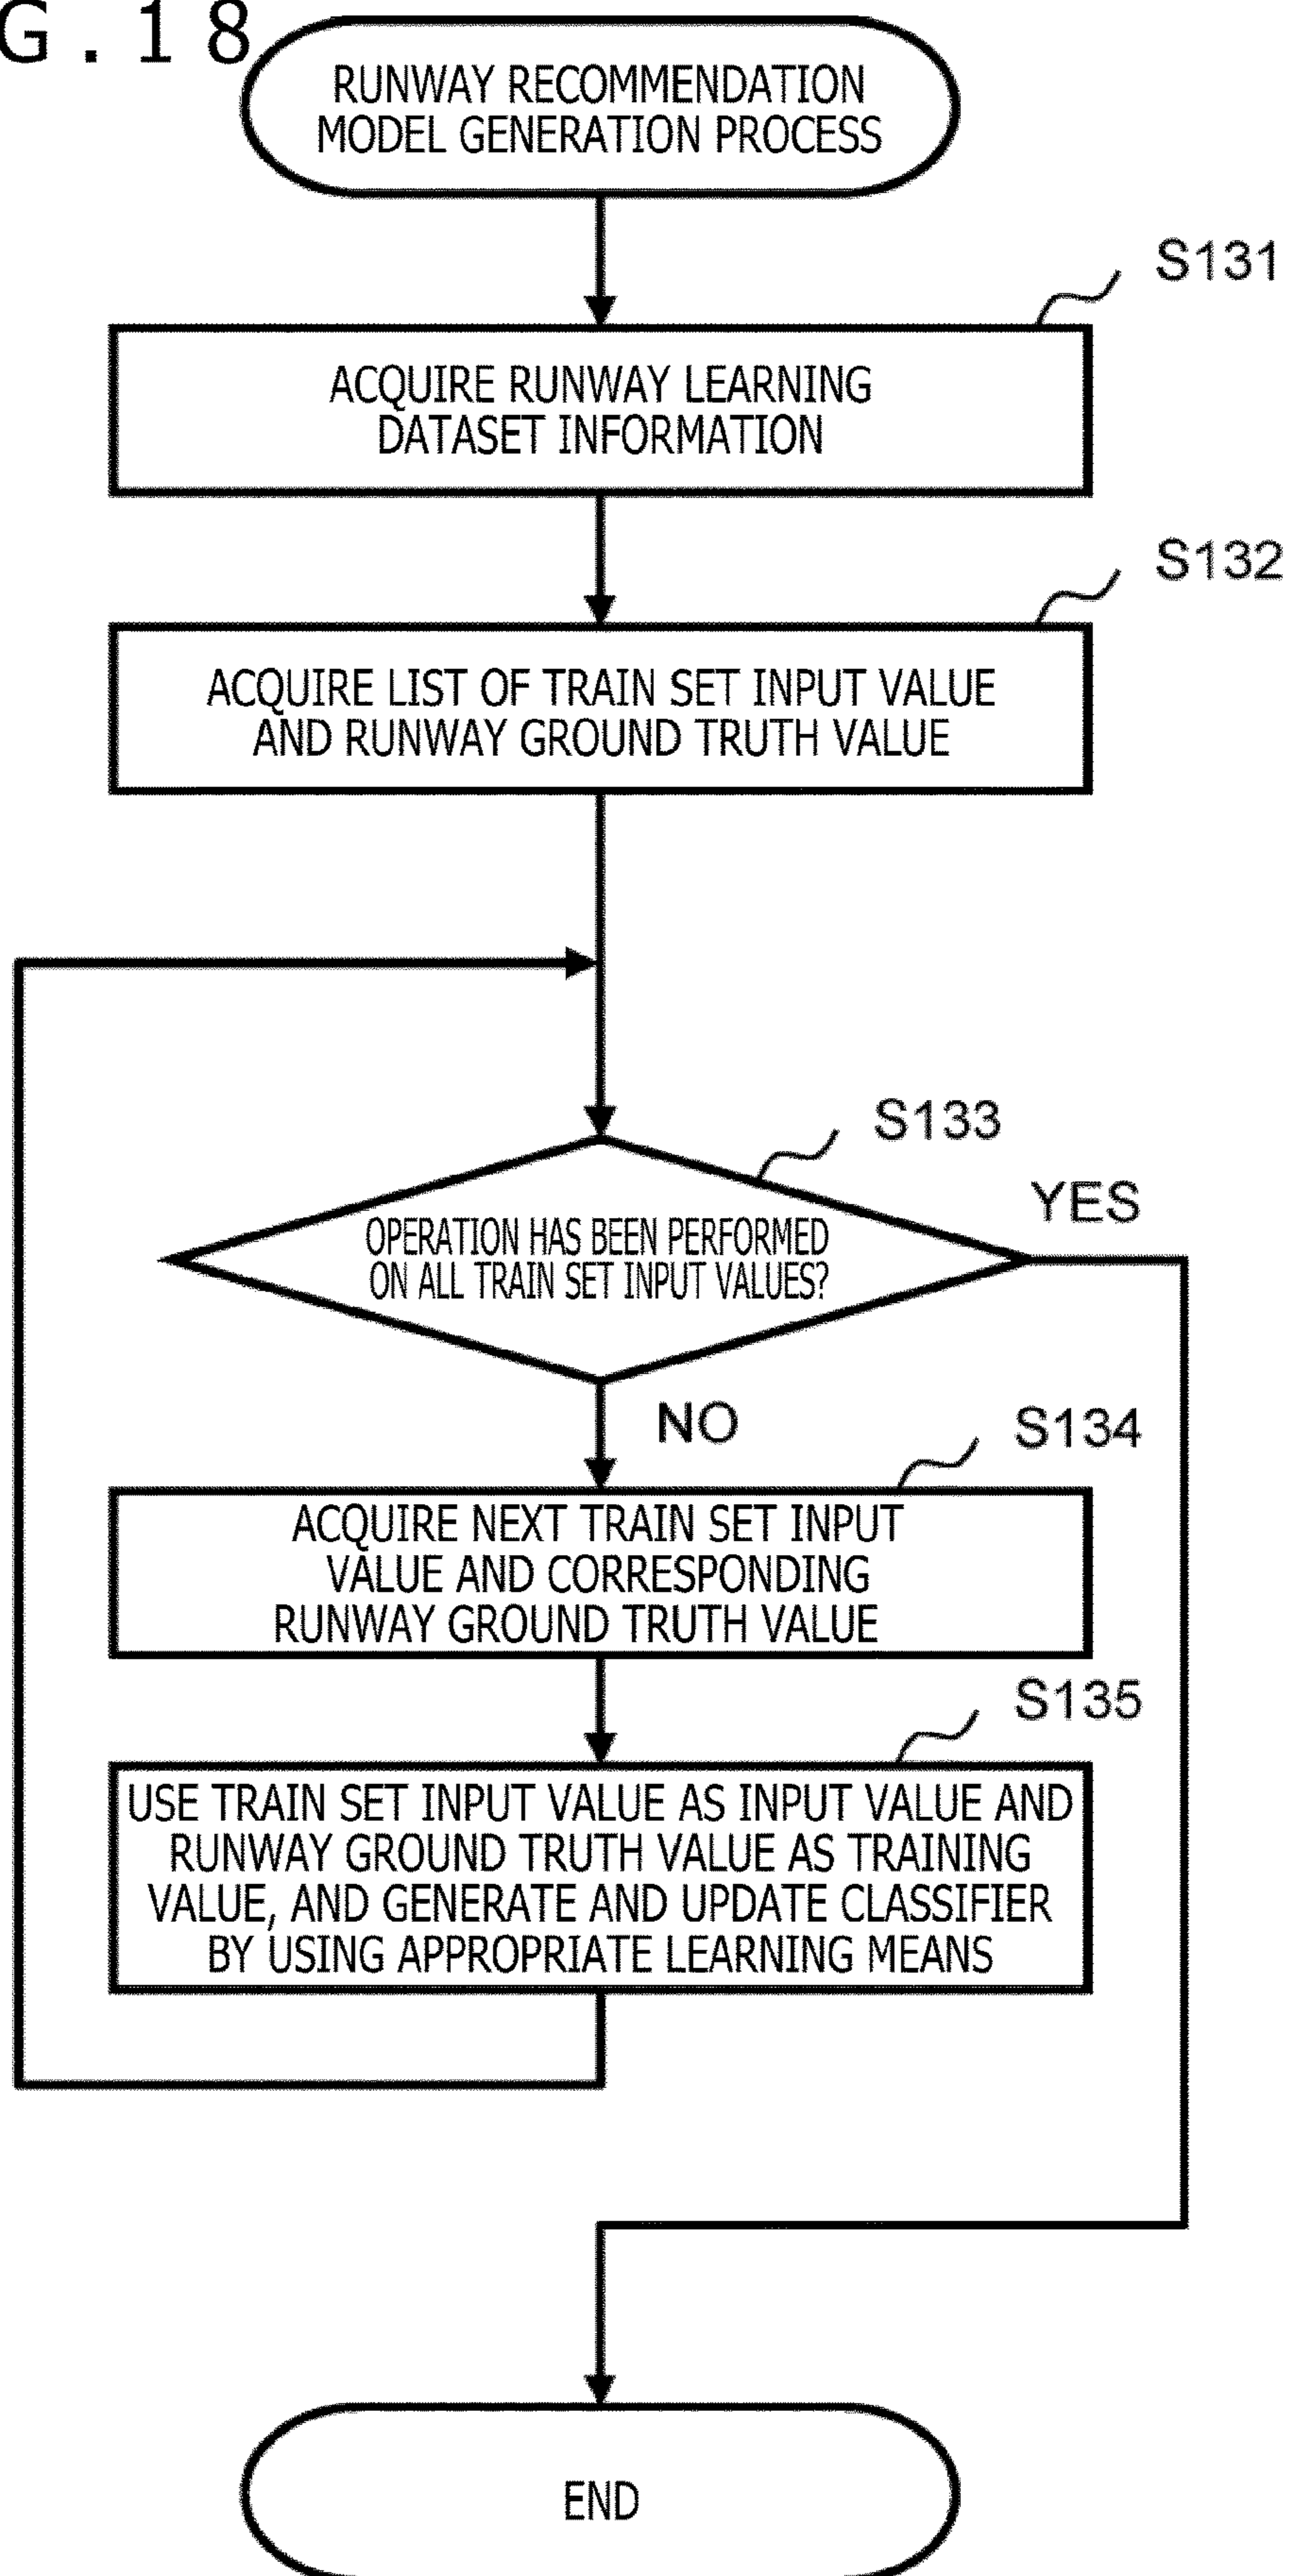 G.18
RUNWAY RECOMMENDATION
MODEL GENERATION PROCESS
S131
ACQUIRE RUNWAY LEARNING
DATASET INFORMATION
S132
ACQUIRE LIST OF TRAIN SET INPUT VALUE
AND RUNWAY GROUND TRUTH VALUE
S133
YES
OPERATION HAS BEEN PERFORMED
ON ALL TRAIN SET INPUT VALUES?
NO
S134
ACQUIRE NEXT TRAIN SET INPUT
VALUE AND CORRESPONDING
RUNWAY GROUND TRUTH VALUE
S135
USE TRAIN SET INPUT VALUE AS INPUT VALUE AND
RUNWAY GROUND TRUTH VALUE AS TRAINING
VALUE, AND GENERATE AND UPDATE CLASSIFIER
BY USING APPROPRIATE LEARNING MEANS
END